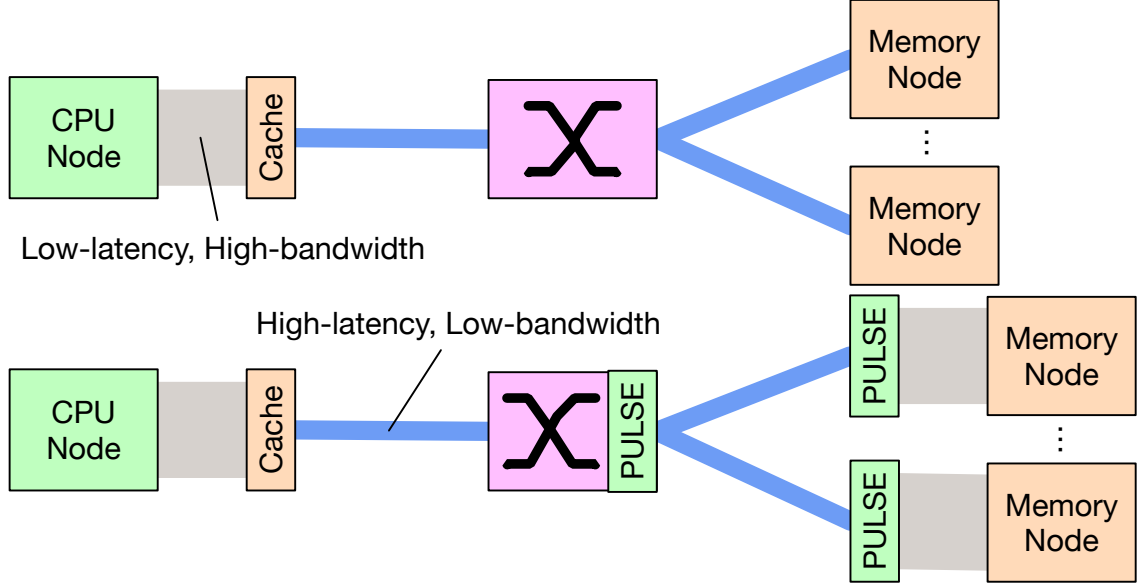 Memory
Node
CPU
Node
Cache
⋮
Memory
Node
Low-latency, High-bandwidth
High-latency, Low-bandwidth
PULSE
Memory
Node
CPU
Node
Cache
PULSE
⋮
PULSE
Memory
Node